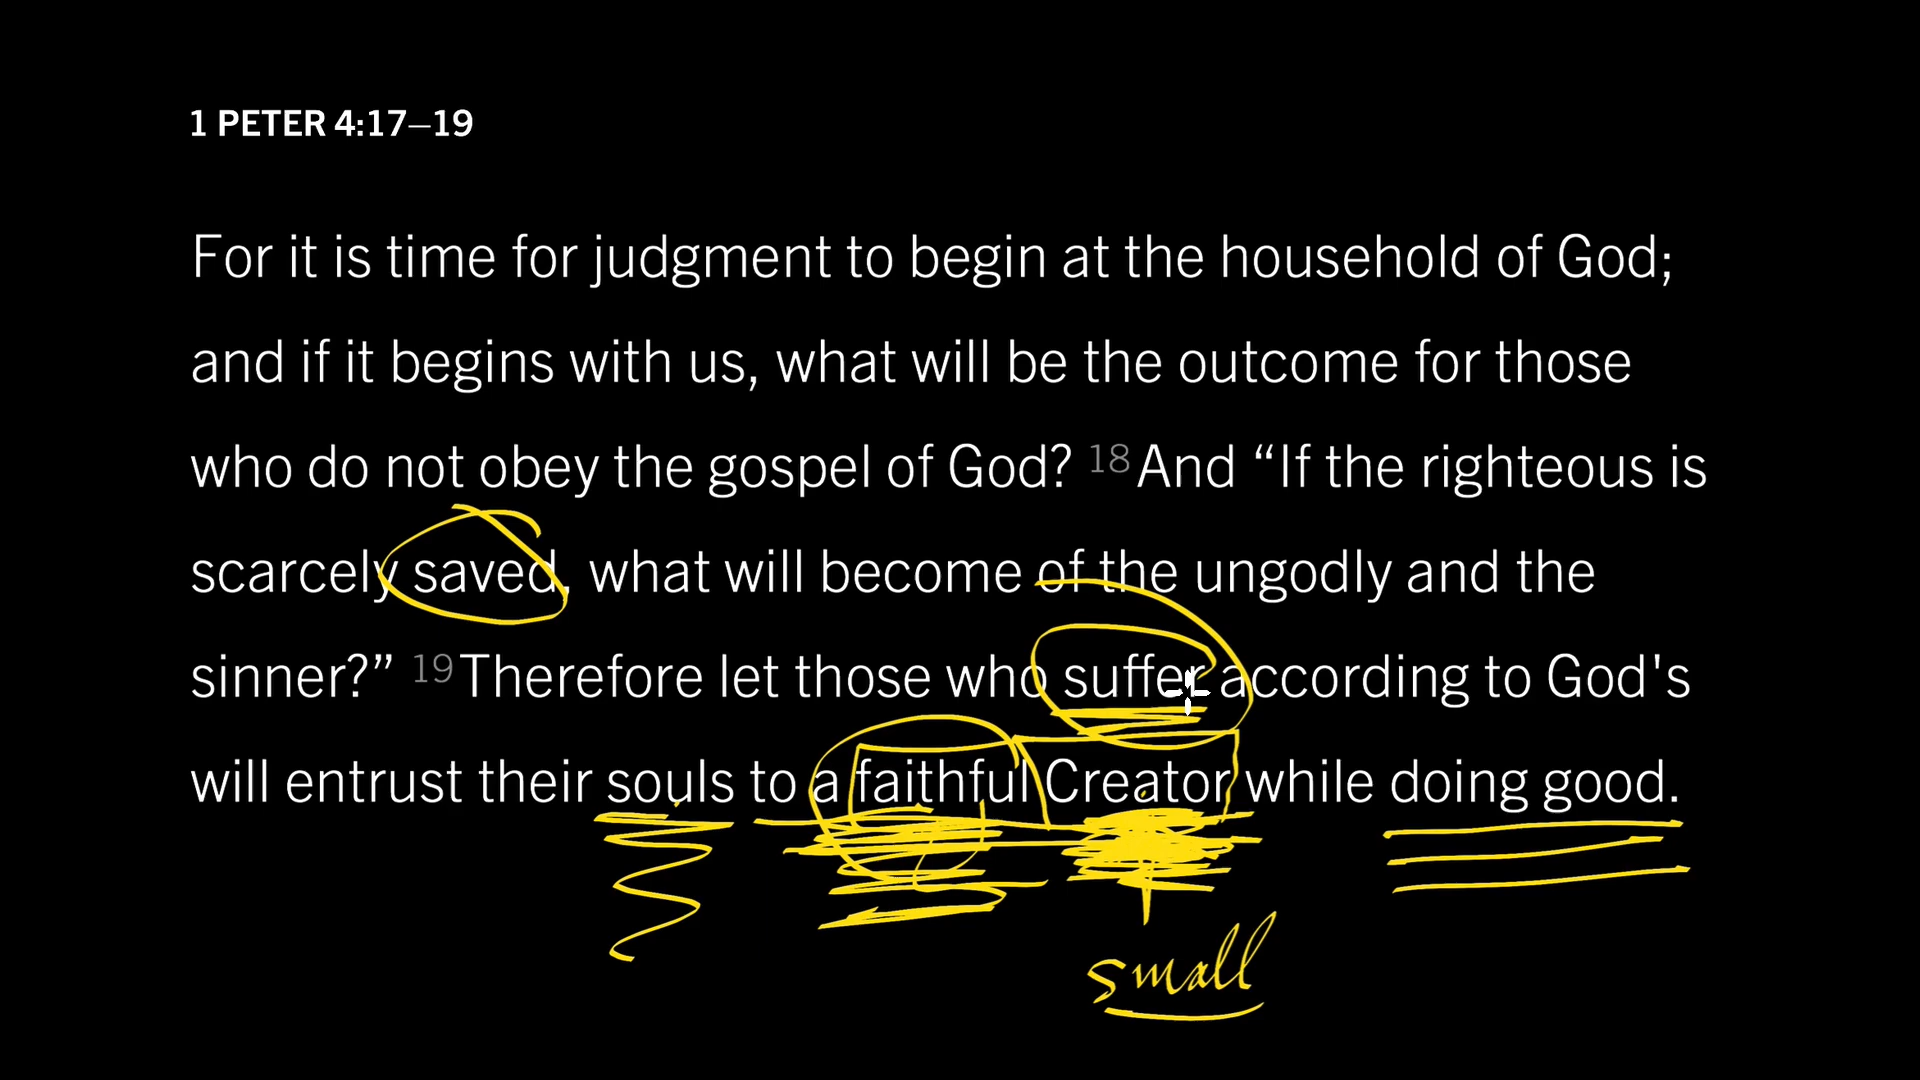 1 PETER 4:17–19
For it is time for judgment to begin at the household of God;
and if it begins with us, what will be the outcome for those
who do not obey the gospel of God? 18 And “If the righteous is
scarcely saved, what will become of the ungodly and the
sinner?” 19 Therefore let those who suffer according to God's
will entrust their souls to a faithful Creator while doing good.
small